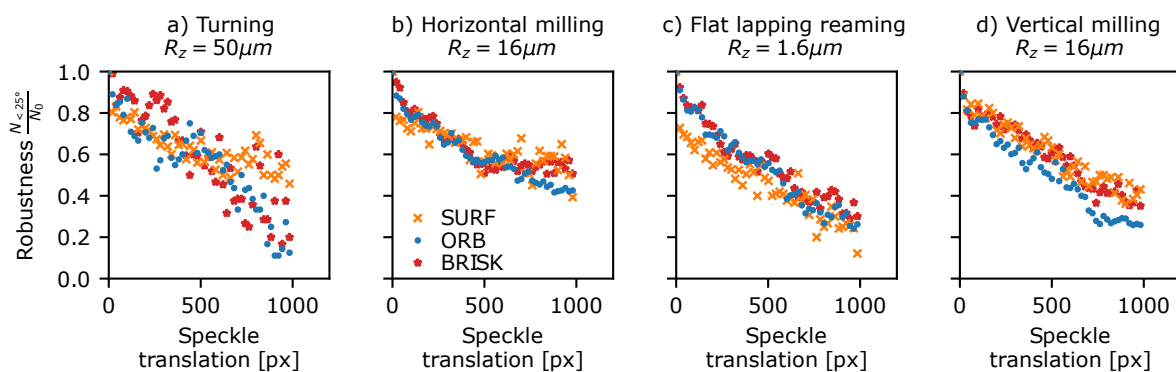 a) Turning
R_z = 50μm
b) Horizontal milling
R_z = 16μm
c) Flat lapping reaming
R_z = 1.6μm
d) Vertical milling
R_z = 16μm
Robustness N_{<25°}/N_0
1.0
0.8
0.6
0.4
0.2
0.0
SURF
ORB
BRISK
0 500 1000
0 500 1000
0 500 1000
0 500 1000
Speckle
translation [px]
Speckle
translation [px]
Speckle
translation [px]
Speckle
translation [px]